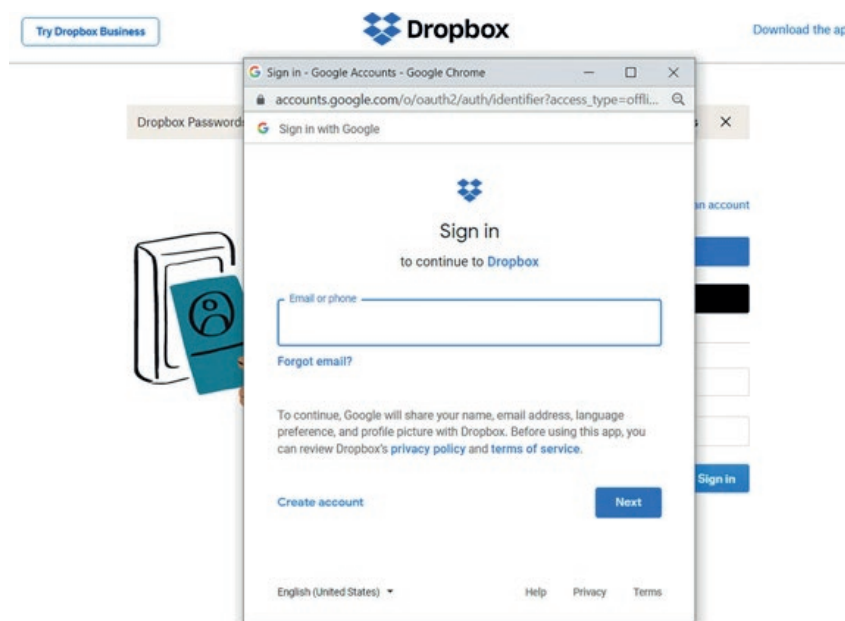 Try Dropbox Business
Dropbox
Download the ap
Sign in - Google Accounts - Google Chrome
accounts.google.com/o/oauth2/auth/identifier?access_type=offli...
Dropbox Password
Sign in with Google
Sign in
to continue to Dropbox
an account
Email or phone
Forgot email?
To continue, Google will share your name, email address, language
preference, and profile picture with Dropbox. Before using this app, you
can review Dropbox's privacy policy and terms of service.
Sign in
Create account
Next
English (United States)
Help Privacy Terms